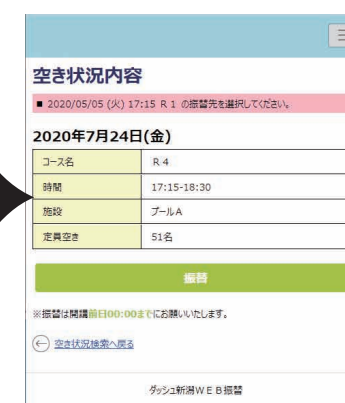 空き状況内容
■ 2020/05/05 (火) 17:15 R 1 の振替先を選択してください。
2020年7月24日(金)
コース名 R 4
時間 17:15-18:30
施設 プールA
定員空き 51名
振替
※振替は開講前日00:00までにお願いいたします。
空き状況検索へ戻る
ダッシュ新潟ＷＥＢ振替